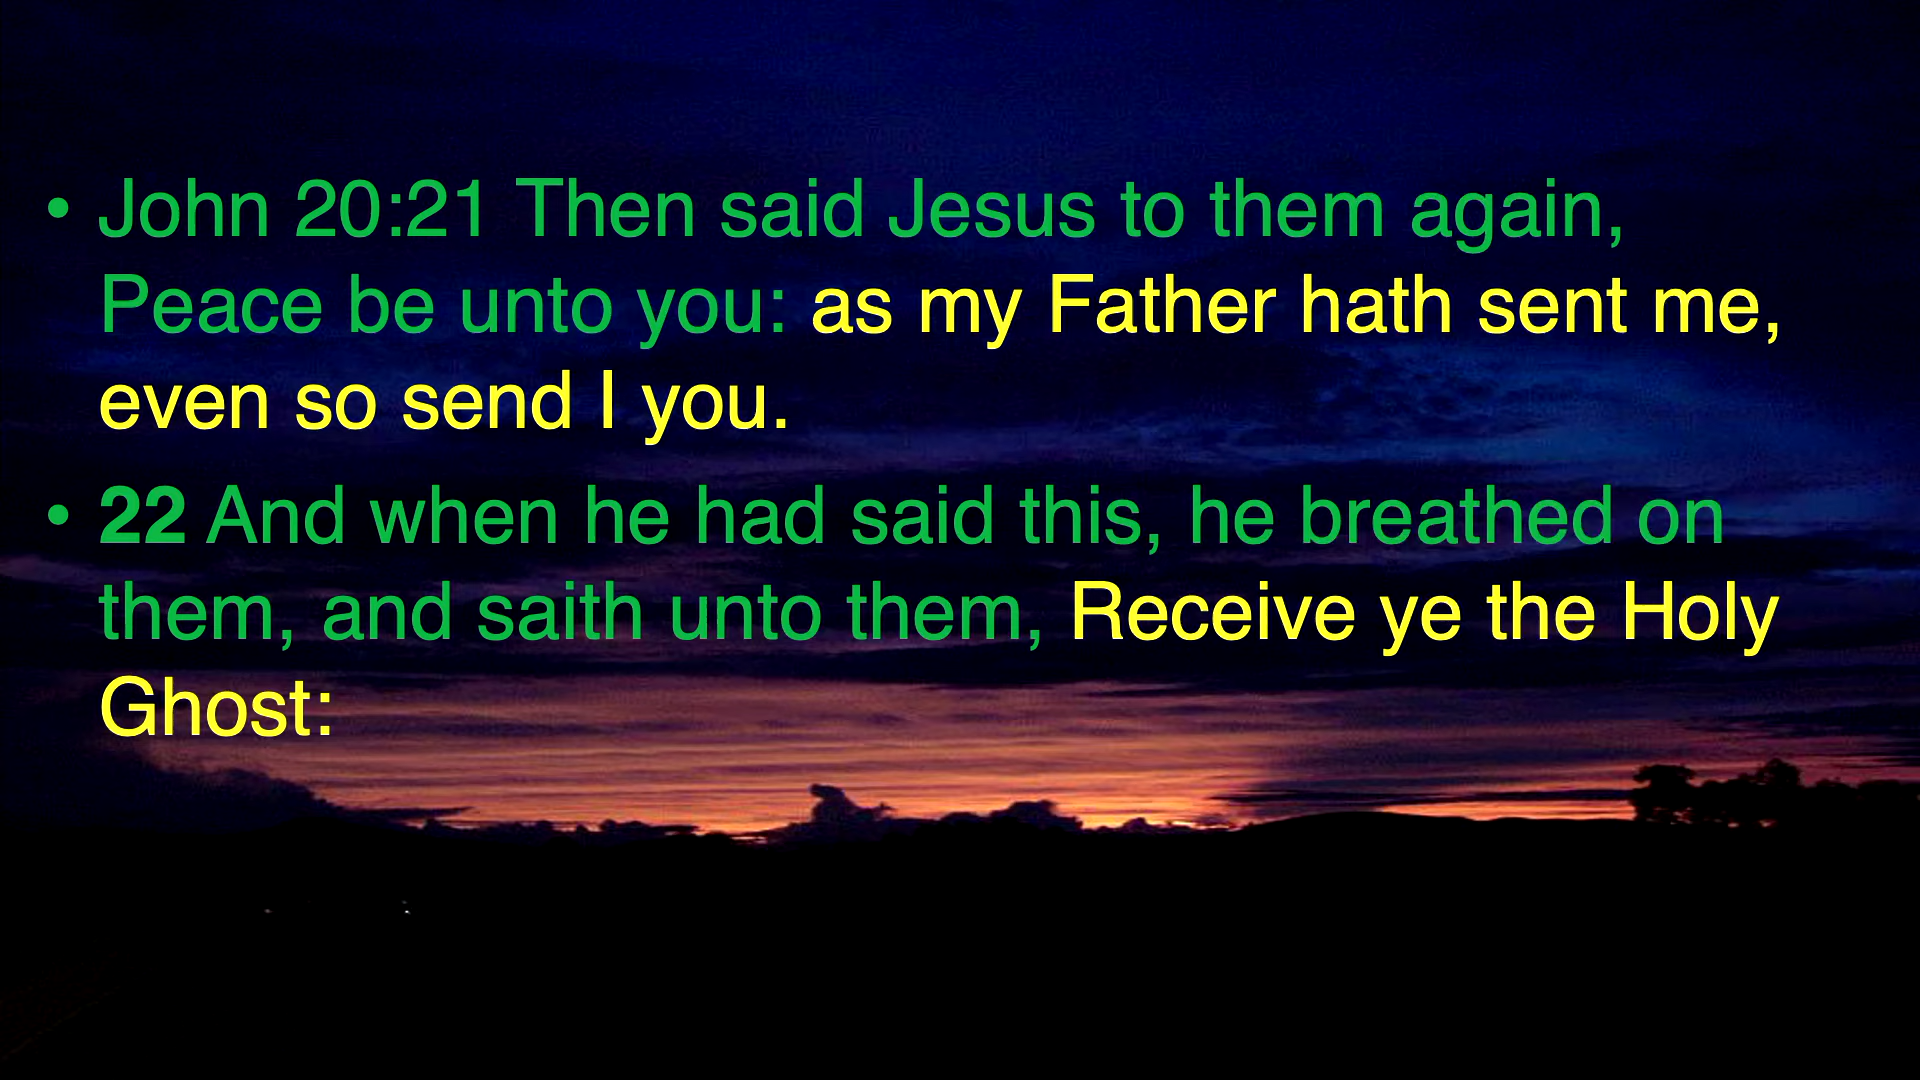 • John 20:21 Then said Jesus to them again,
Peace be unto you: as my Father hath sent me,
even so send I you.
• 22 And when he had said this, he breathed on
them, and saith unto them, Receive ye the Holy
Ghost: